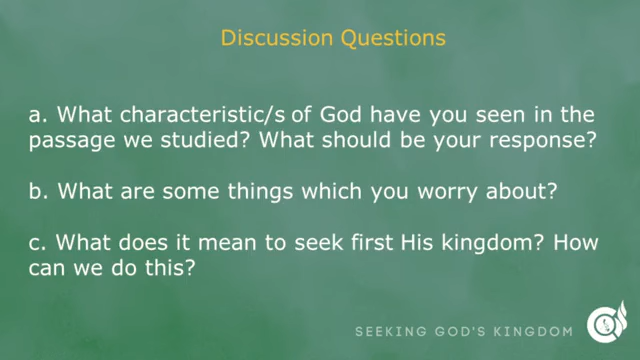 Discussion Questions
a. What characteristic/s of God have you seen in the
passage we studied? What should be your response?
b. What are some things which you worry about?
c. What does it mean to seek first His kingdom? How
can we do this?
SEEKING GOD'S KINGDOM